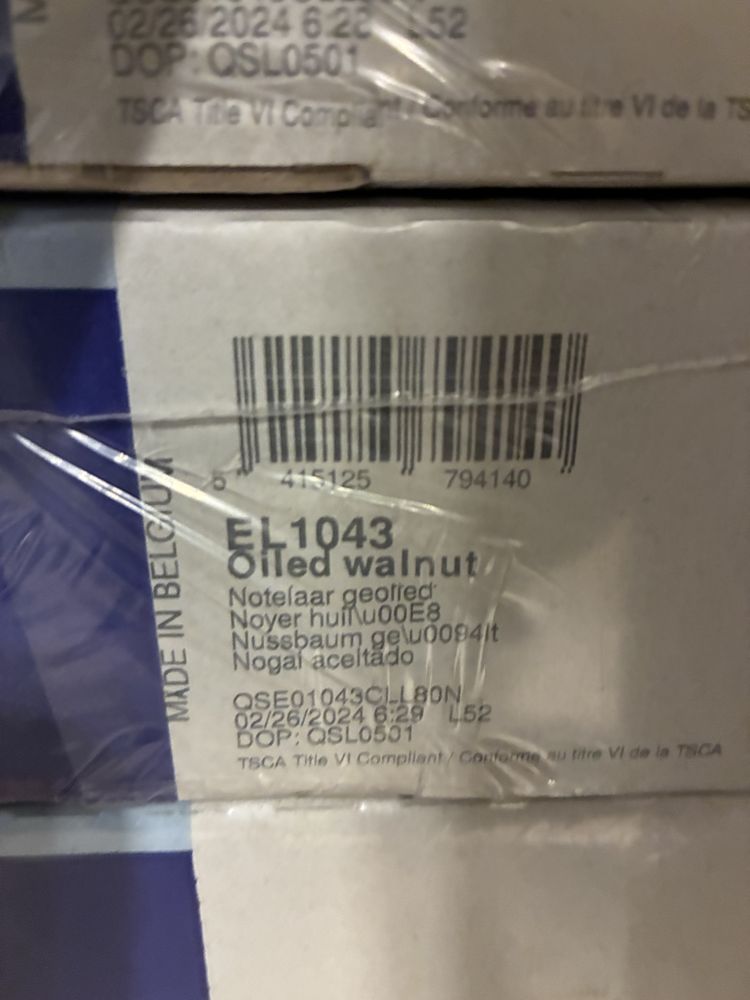 02/26/2024 6:22 L52
DOP: QSL0501
TSCA Title VI Compliant / Conforme au titre VI de la TS
MADE IN BELGIUM
5 415125 794140
EL1043
Oiled walnut
Notelaar geolied
Noyer huil\u00E8
Nussbaum ge\u0094lt
Nogal aceitado
QSE01043CLL80N
02/26/2024 6:29 L52
DOP: QSL0501
TSCA Title VI Compliant / Conforme au titre VI de la TSCA